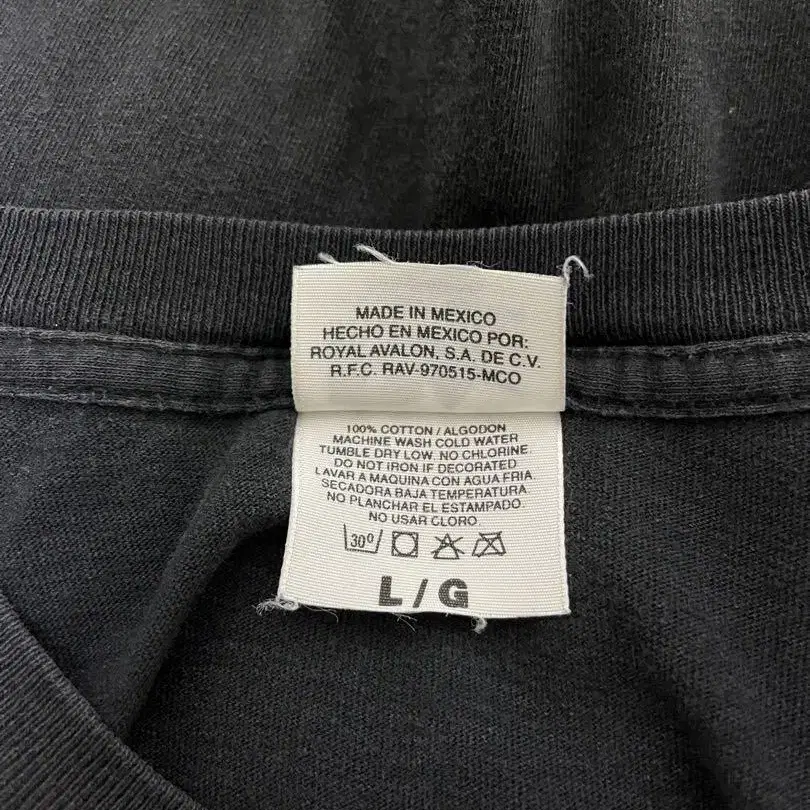 MADE IN MEXICO
HECHO EN MEXICO POR:
ROYAL AVALON, S.A. DE C.V.
R.F.C. RAV-970515-MCO
100% COTTON / ALGODON
MACHINE WASH COLD WATER
TUMBLE DRY LOW. NO CHLORINE.
DO NOT IRON IF DECORATED
LAVAR A MAQUINA CON AGUA FRIA.
SECADORA BAJA TEMPERATURA
NO PLANCHAR EL ESTAMPADO.
NO USAR CLORO.
30º
L / G